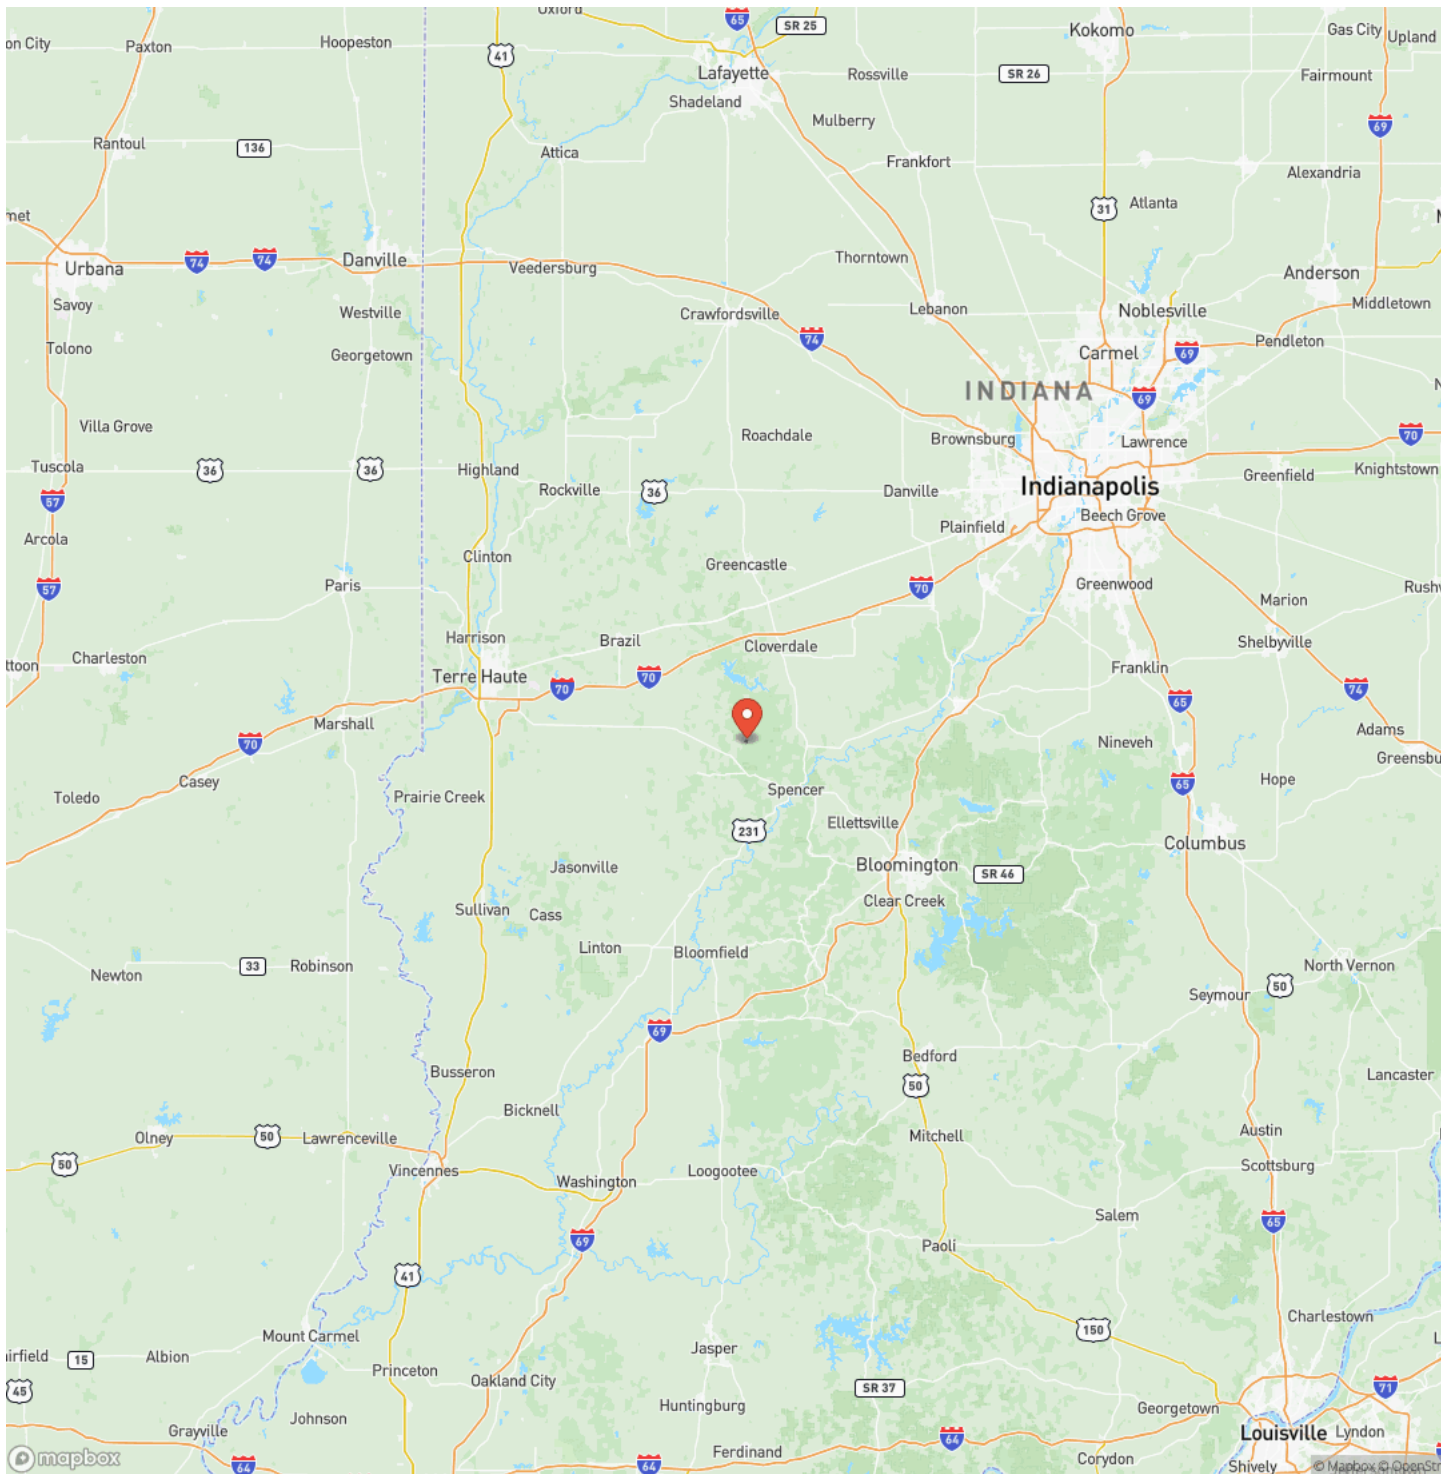 Oxford
65
SR 25
Kokomo
Gas City
Upland
on City
Paxton
Hoopeston
41
Lafayette
Rossville
SR 26
Fairmount
Shadeland
Mulberry
69
Rantoul
136
Attica
Frankfort
Alexandria
met
31
Atlanta
Urbana
74
74
Danville
Veedersburg
Thorntown
Anderson
Savoy
Westville
Crawfordsville
Lebanon
Noblesville
Middletown
Tolono
Georgetown
74
Carmel
69
Pendleton
INDIANA
69
Villa Grove
Roachdale
Brownsburg
Lawrence
70
Tuscola
36
36
Highland
Rockville
36
Danville
Indianapolis
Greenfield
Knightstown
57
Plainfield
Beech Grove
Arcola
Clinton
Greencastle
57
Paris
70
Greenwood
Rushv
Marion
Harrison
Brazil
Cloverdale
Shelbyville
ttoon
Charleston
Terre Haute
70
70
Franklin
65
74
Marshall
70
Nineveh
Adams
Greensbu
Casey
65
Hope
Toledo
Prairie Creek
Spencer
231
Ellettsville
Columbus
Jasonville
Bloomington
SR 46
Sullivan
Cass
Clear Creek
Linton
Bloomfield
Newton
33
Robinson
North Vernon
Seymour
50
69
Bedford
Busseron
50
Lancaster
Bicknell
Olney
50
Lawrenceville
Mitchell
Austin
50
Vincennes
Washington
Loogootee
Scottsburg
Salem
65
69
Paoli
41
Charlestown
Mount Carmel
150
airfield
15
Albion
Jasper
Princeton
Oakland City
SR 37
71
45
Johnson
Huntingburg
Georgetown
Grayville
64
Louisville
Lyndon
mapbox
64
64
Ferdinand
Corydon
Shively
© Mapbox © OpenStr